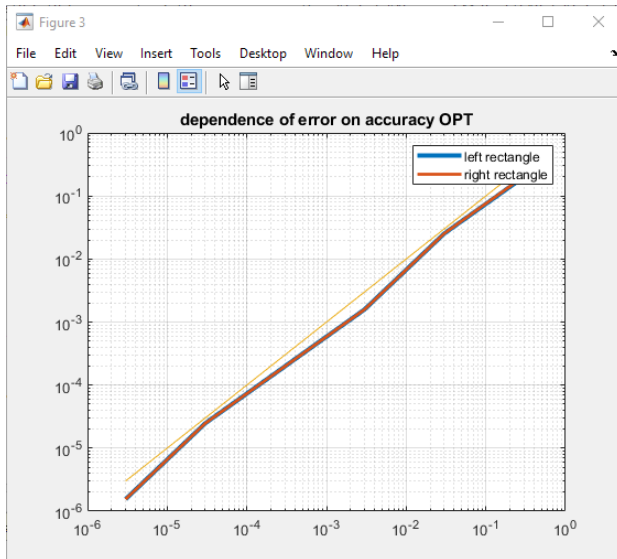 Figure 3
File Edit View Insert Tools Desktop Window Help
dependence of error on accuracy OPT
left rectangle
right rectangle
10^0
10^-1
10^-2
10^-3
10^-4
10^-5
10^-6
10^-6 10^-5 10^-4 10^-3 10^-2 10^-1 10^0